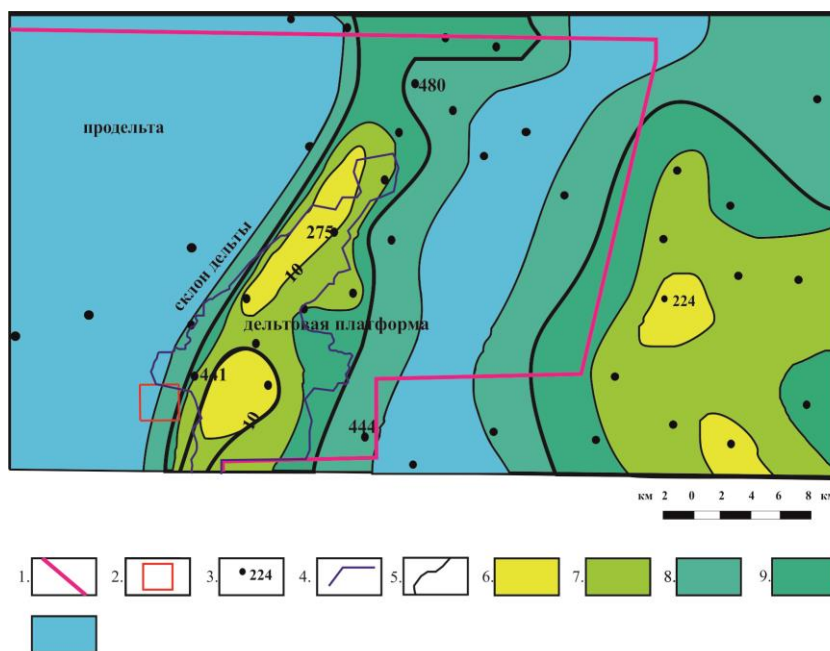 480
продельта
275
склон дельты
10
224
дельтовая платформа
441
10
444
км 2 0 2 4 6 8 км
1. 2. 3. 224 4. 5. 6. 7. 8. 9.